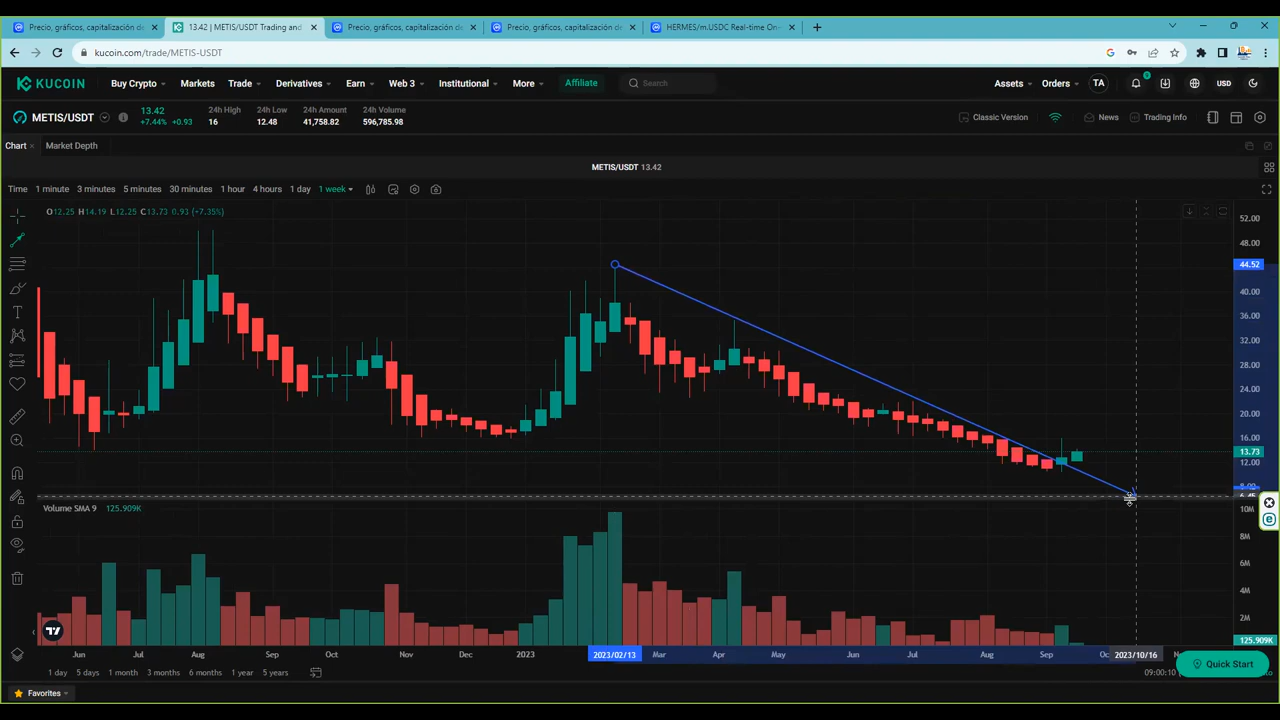 Precio, gráficos, capitalización de
13.42 | METIS/USDT Trading and
Precio, gráficos, capitalización de
Precio, gráficos, capitalización de
HERMES/m.USDC Real-time On-
kucoin.com/trade/METIS-USDT
KUCOIN
Buy Crypto
Markets
Trade
Derivatives
Earn
Web 3
Institutional
More
Affiliate
Search
Assets
Orders
TA
USD
METIS/USDT
13.42
+7.44% +0.93
24h High
16
24h Low
12.48
24h Amount
41,758.82
24h Volume
596,785.98
Classic Version
News
Trading Info
Chart
Market Depth
METIS/USDT 13.42
Time 1 minute 3 minutes 5 minutes 30 minutes 1 hour 4 hours 1 day 1 week
O12.25 H14.19 L12.25 C13.73 0.93 (+7.35%)
52.00
48.00
44.52
40.00
36.00
32.00
28.00
24.00
20.00
16.00
13.73
12.00
Volume SMA 9 125.909K
10M
8M
6M
4M
2M
125.909K
Jun Jul Aug Sep Oct Nov Dec 2023 2023/02/13 Mar Apr May Jun Jul Aug Sep 2023/10/16
1 day 5 days 1 month 3 months 6 months 1 year 5 years
09:00:10
Quick Start
Favorites